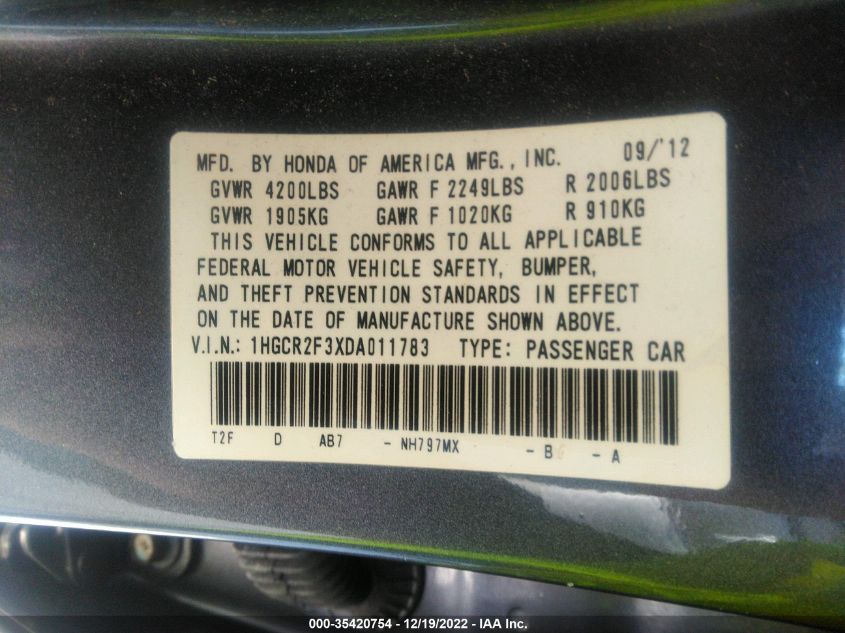 MFD. BY HONDA OF AMERICA MFG., INC. 09/'12
GVWR 4200LBS GAWR F 2249LBS R 2006LBS
GVWR 1905KG GAWR F 1020KG R 910KG
THIS VEHICLE CONFORMS TO ALL APPLICABLE
FEDERAL MOTOR VEHICLE SAFETY, BUMPER,
AND THEFT PREVENTION STANDARDS IN EFFECT
ON THE DATE OF MANUFACTURE SHOWN ABOVE.
V.I.N.: 1HGCR2F3XDA011783 TYPE: PASSENGER CAR
T2F D AB7 - NH797MX - B - A
000-35420754 - 12/19/2022 - IAA Inc.